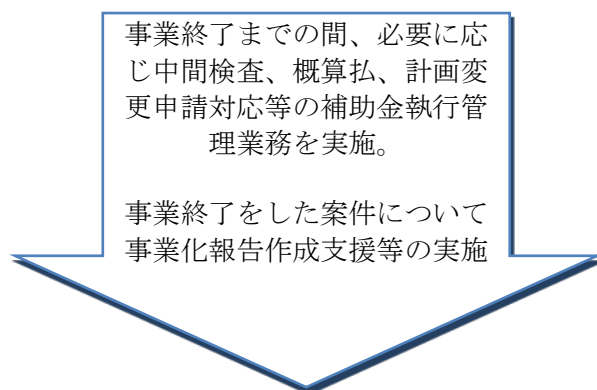 事業終了までの間、必要に応
じ中間検査、概算払、計画変
更申請対応等の補助金執行管
理業務を実施。
事業終了をした案件について
事業化報告作成支援等の実施